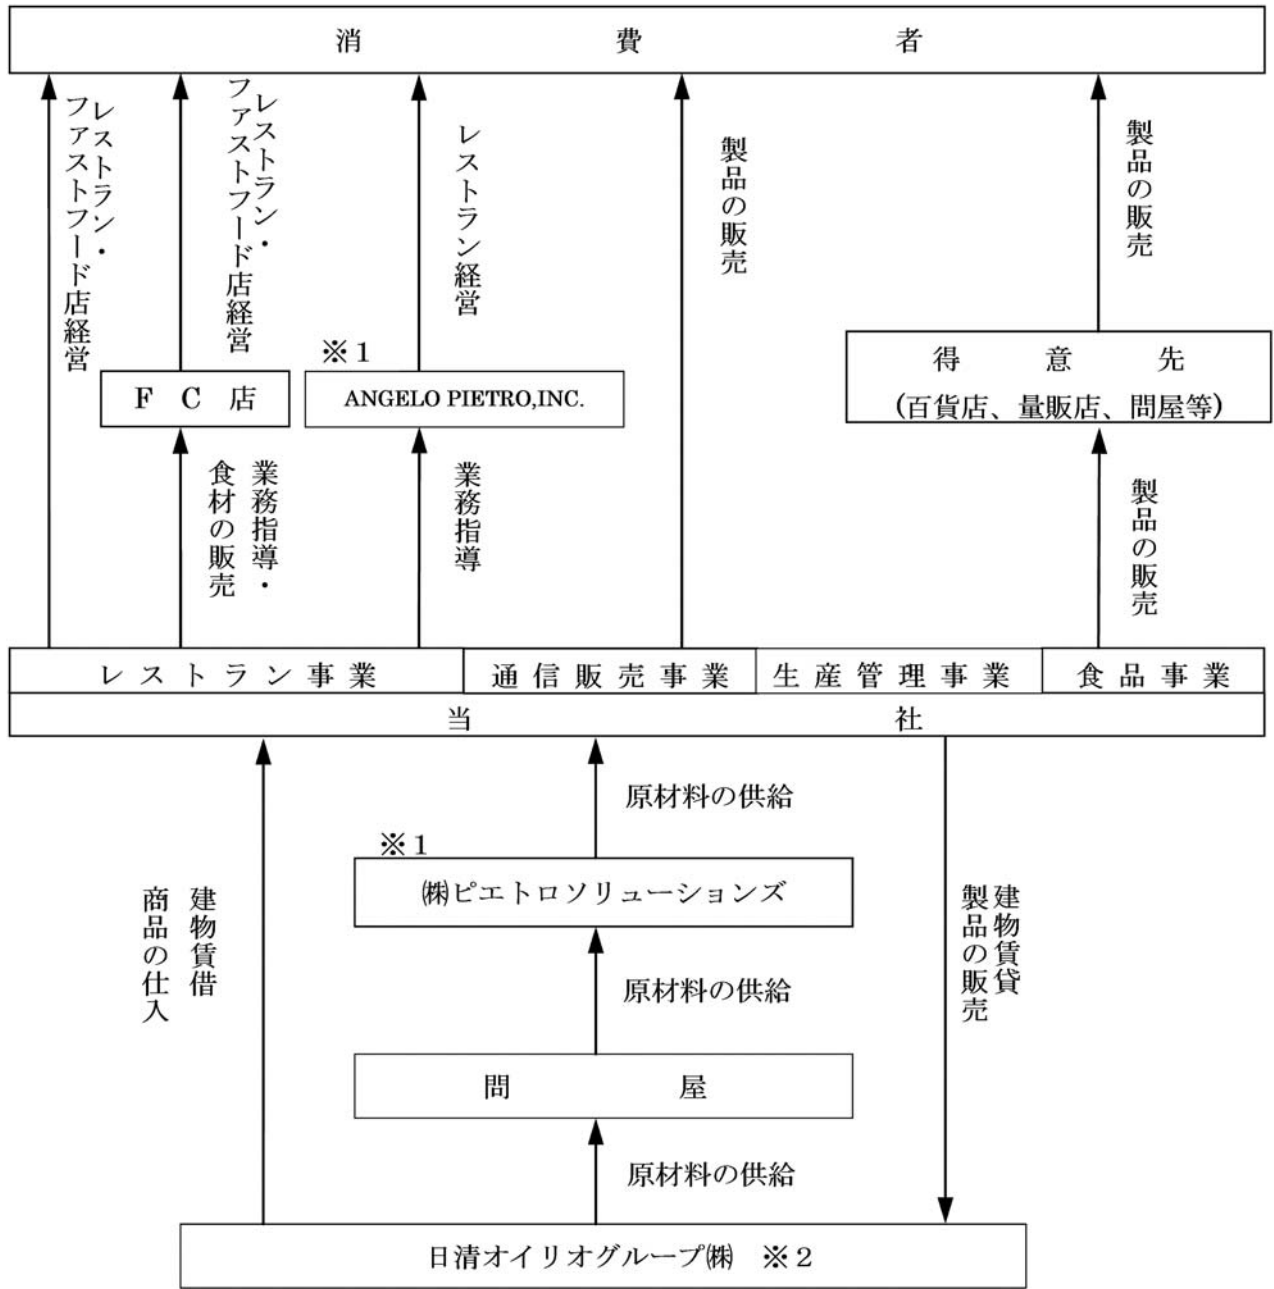 消費者
レストラン・
ファストフード店経営
レストラン・
ファストフード店経営
レストラン経営
製品の販売
製品の販売
※1
FC店
ANGELO PIETRO,INC.
得意先
(百貨店、量販店、問屋等)
業務指導・
食材の販売
業務指導
製品の販売
レストラン事業
通信販売事業
生産管理事業
食品事業
当社
原材料の供給
※1
㈱ピエトロソリューションズ
建物賃借
商品の仕入
建物賃貸
製品の販売
原材料の供給
問屋
原材料の供給
日清オイリオグループ㈱ ※2